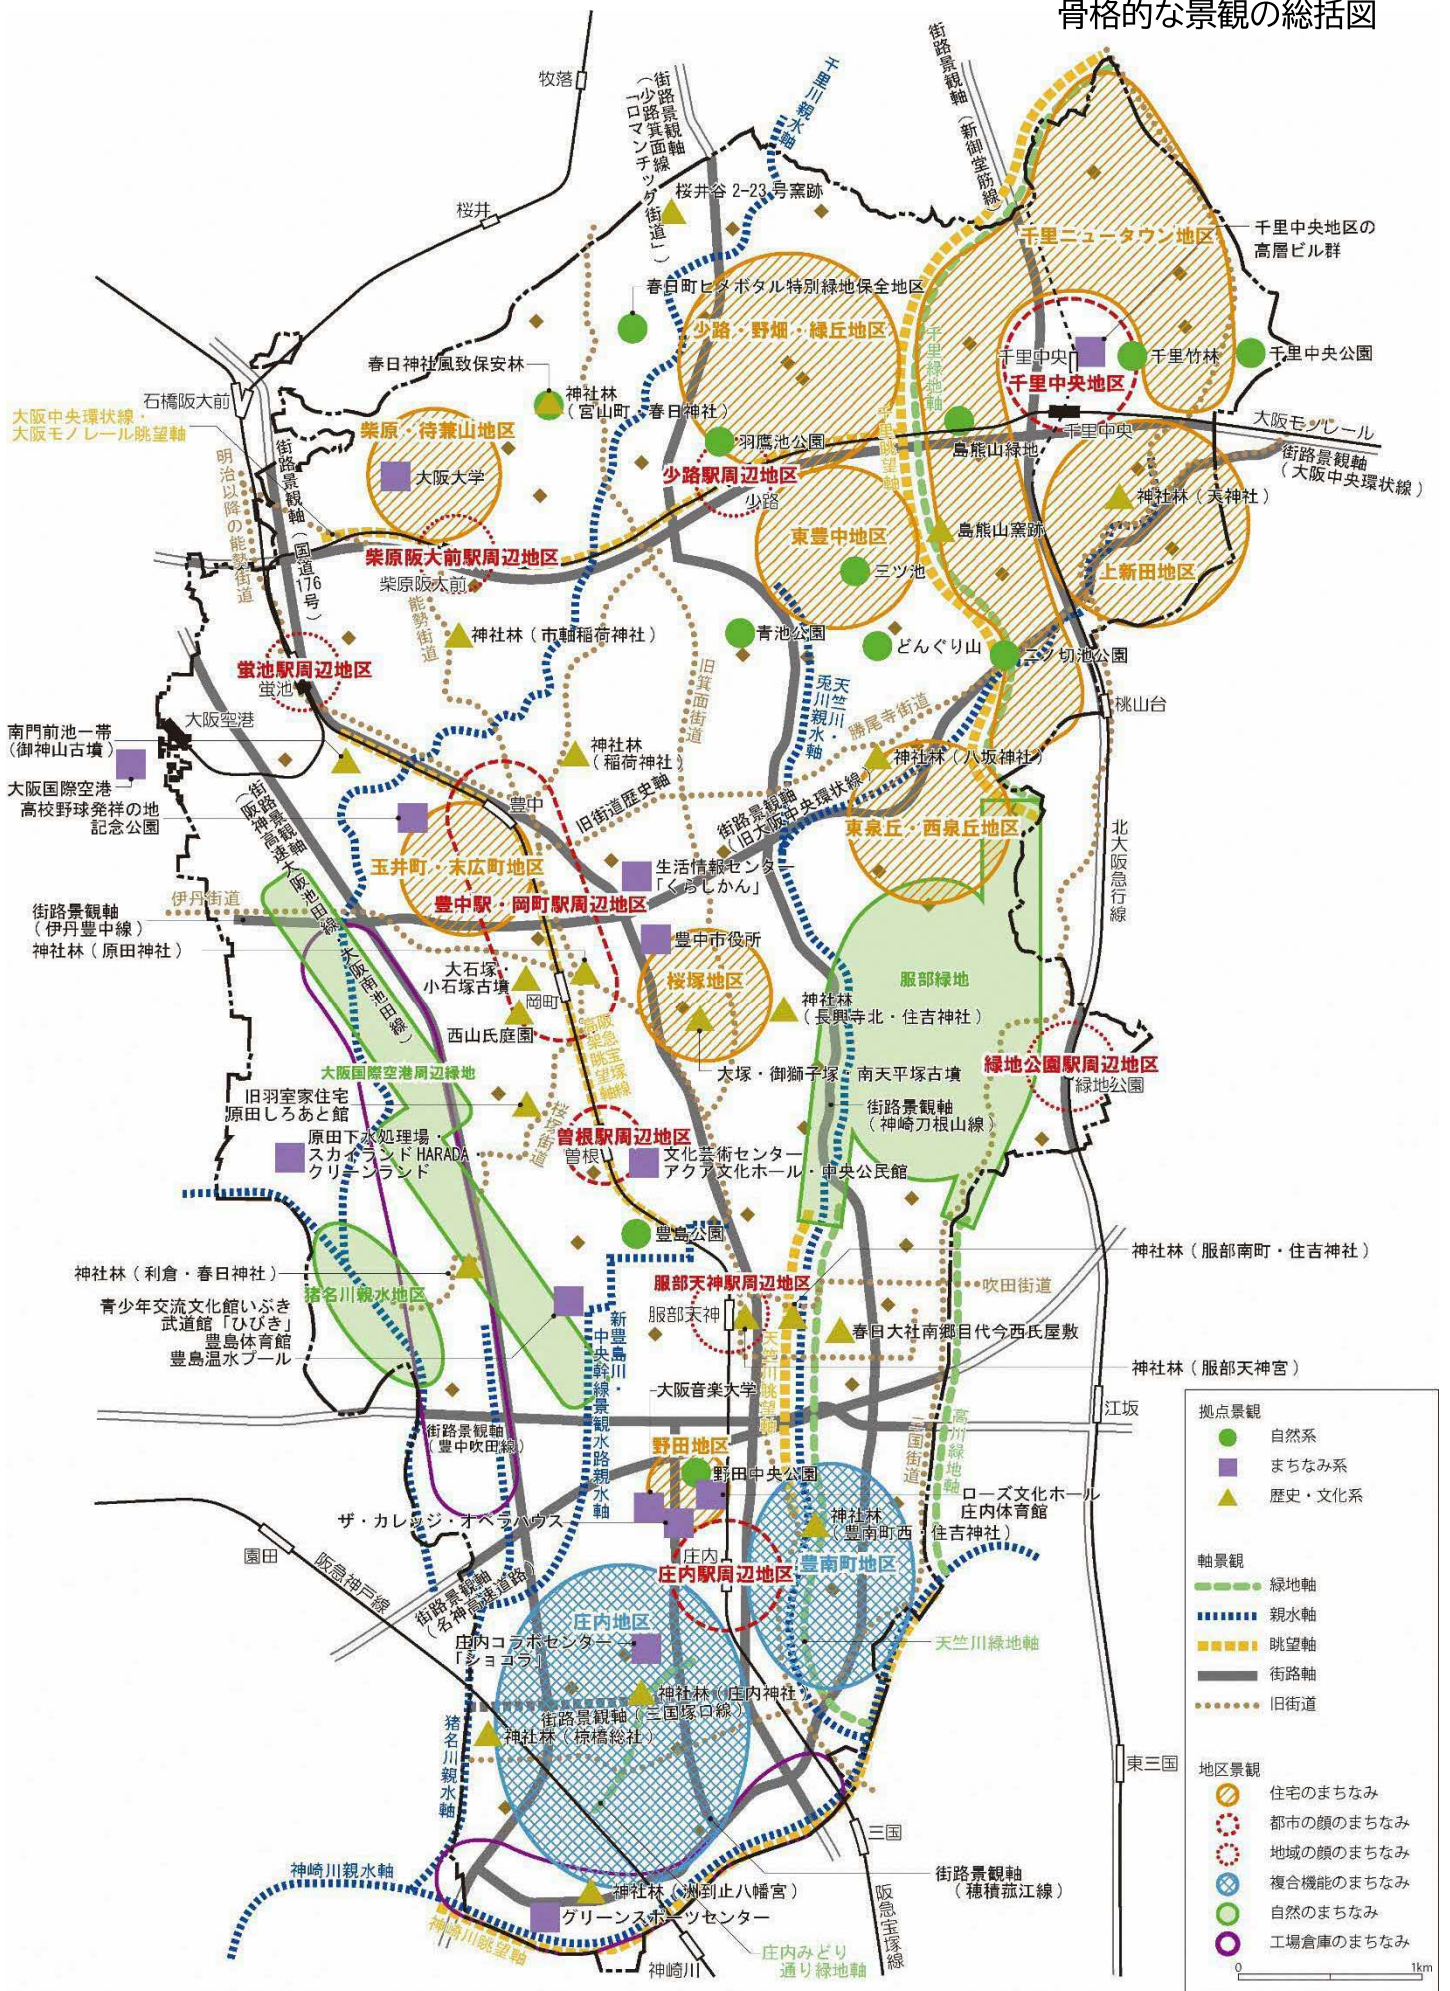 骨格的な景観の総括図
牧落
桜井
街路景観軸
（少路箕面線
「ロマンチック街道」）
千里川親水軸
街路景観軸（新御堂筋線）
桜井谷 2-23 号窯跡
千里ニュータウン地区
千里中央地区の
高層ビル群
春日町ヒメボタル特別緑地保全地区
少路・野畑・緑丘地区
千里緑地軸
千里中央
千里竹林
千里中央公園
千里中央地区
春日神社風致保安林
神社林
（宮山町・春日神社）
石橋阪大前
大阪中央環状線・
大阪モノレール眺望軸
柴原・待兼山地区
大阪大学
羽鷹池公園
千里眺望軸
島熊山緑地
千里中央
大阪モノレール
街路景観軸
（大阪中央環状線）
明治以降の能勢街道
街路景観軸（国道176号）
少路駅周辺地区
少路
神社林（天神社）
東豊中地区
島熊山窯跡
柴原阪大前駅周辺地区
柴原阪大前
三ツ池
上新田地区
能勢街道
神社林（市軸稲荷神社）
青池公園
どんぐり山
二ノ切池公園
蛍池駅周辺地区
蛍池
旧箕面街道
天竺川・
兎川親水軸
勝尾寺街道
桃山台
大阪空港
南門前池一帯
（御神山古墳）
神社林
（稲荷神社）
神社林（八坂神社）
大阪国際空港
高校野球発祥の地
記念公園
街路景観軸
（阪神高速大阪池田線・大阪南池田線）
豊中
旧街道歴史軸
街路景観軸
（旧大阪中央環状線）
東泉丘・西泉丘地区
北大阪急行線
玉井町・末広町地区
生活情報センター
「くらしかん」
伊丹街道
豊中駅・岡町駅周辺地区
街路景観軸
（伊丹豊中線）
神社林（原田神社）
豊中市役所
大石塚・
小石塚古墳
岡町
桜塚地区
服部緑地
神社林
（長興寺北・住吉神社）
西山氏庭園
阪急宝塚線
高架眺望軸
緑地公園駅周辺地区
緑地公園
大阪国際空港周辺緑地
大塚・御獅子塚・南天平塚古墳
旧羽室家住宅
原田しろあと館
街路景観軸
（神崎刀根山線）
桜塚街道
原田下水処理場・
スカイランドHARADA・
クリーンランド
曽根駅周辺地区
曽根
文化芸術センター
アクア文化ホール・中央公民館
豊島公園
神社林（服部南町・住吉神社）
神社林（利倉・春日神社）
猪名川親水地区
服部天神駅周辺地区
吹田街道
青少年交流文化館いぶき
武道館「ひびき」
豊島体育館
豊島温水プール
新豊島川・
中央幹線景観水路親水軸
服部天神
春日大社南郷目代今西氏屋敷
天竺川眺望軸
神社林（服部天神宮）
大阪音楽大学
江坂
街路景観軸
（豊中吹田線）
野田地区
野田中央公園
三国街道
高川緑地軸
ローズ文化ホール
庄内体育館
ザ・カレッジ・オペラハウス
神社林
（豊南町西・住吉神社）
園田
阪急神戸線
庄内
庄内駅周辺地区
豊南町地区
街路景観軸
（名神高速道路）
庄内地区
庄内コラボセンター
「ショコラ」
天竺川緑地軸
神社林（庄内神社）
街路景観軸（三国塚口線）
神社林（椋橋総社）
猪名川親水軸
東三国
三国
神崎川親水軸
街路景観軸
（穂積菰江線）
神社林（洲到止八幡宮）
グリーンスポーツセンター
神崎川眺望軸
庄内みどり
通り緑地軸
阪急宝塚線
神崎川
拠点景観
自然系
まちなみ系
歴史・文化系
軸景観
緑地軸
親水軸
眺望軸
街路軸
旧街道
地区景観
住宅のまちなみ
都市の顔のまちなみ
地域の顔のまちなみ
複合機能のまちなみ
自然のまちなみ
工場倉庫のまちなみ
0 1km